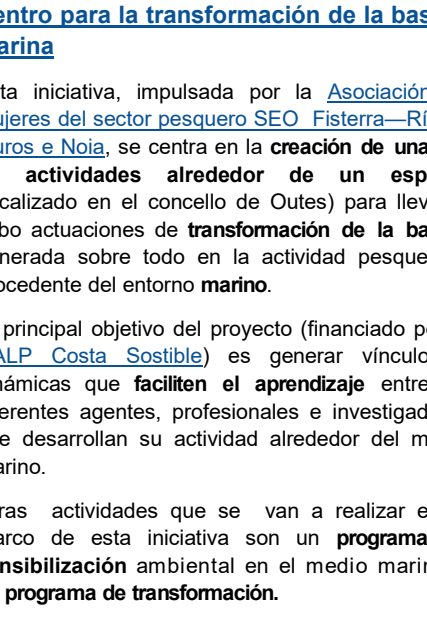 entro para la transformación de la bas
arina
ta iniciativa, impulsada por la Asociación
ujeres del sector pesquero SEO Fisterra—Rí
uros e Noia, se centra en la creación de una
actividades alrededor de un esp
calizado en el concello de Outes) para llev
bo actuaciones de transformación de la ba
nerada sobre todo en la actividad pesque
ocedente del entorno marino.
principal objetivo del proyecto (financiado p
ALP Costa Sostible) es generar vínculo
námicas que faciliten el aprendizaje entre
erentes agentes, profesionales e investigad
e desarrollan su actividad alrededor del m
arino.
ras actividades que se van a realizar e
arco de esta iniciativa son un programa
nsibilización ambiental en el medio marin
programa de transformación.